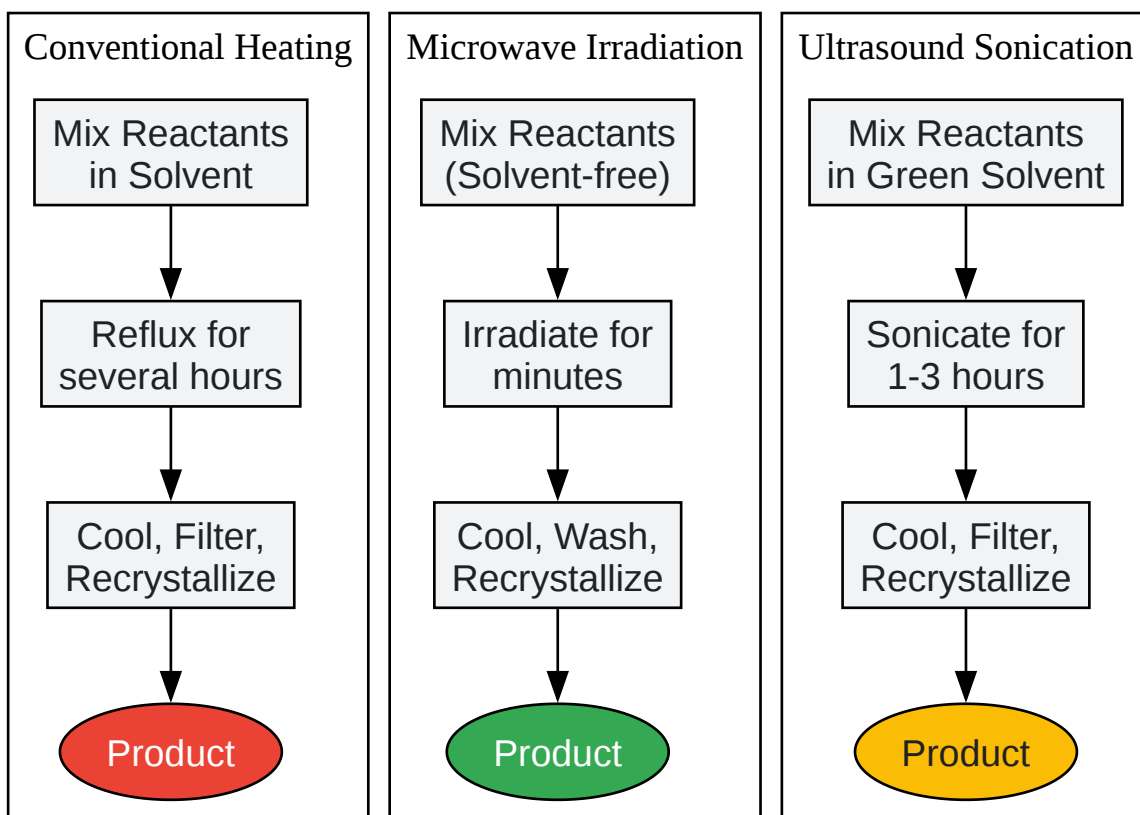 Conventional Heating
Mix Reactants
in Solvent
Reflux for
several hours
Cool, Filter,
Recrystallize
Product
Microwave Irradiation
Mix Reactants
(Solvent-free)
Irradiate for
minutes
Cool, Wash,
Recrystallize
Product
Ultrasound Sonication
Mix Reactants
in Green Solvent
Sonicate for
1-3 hours
Cool, Filter,
Recrystallize
Product